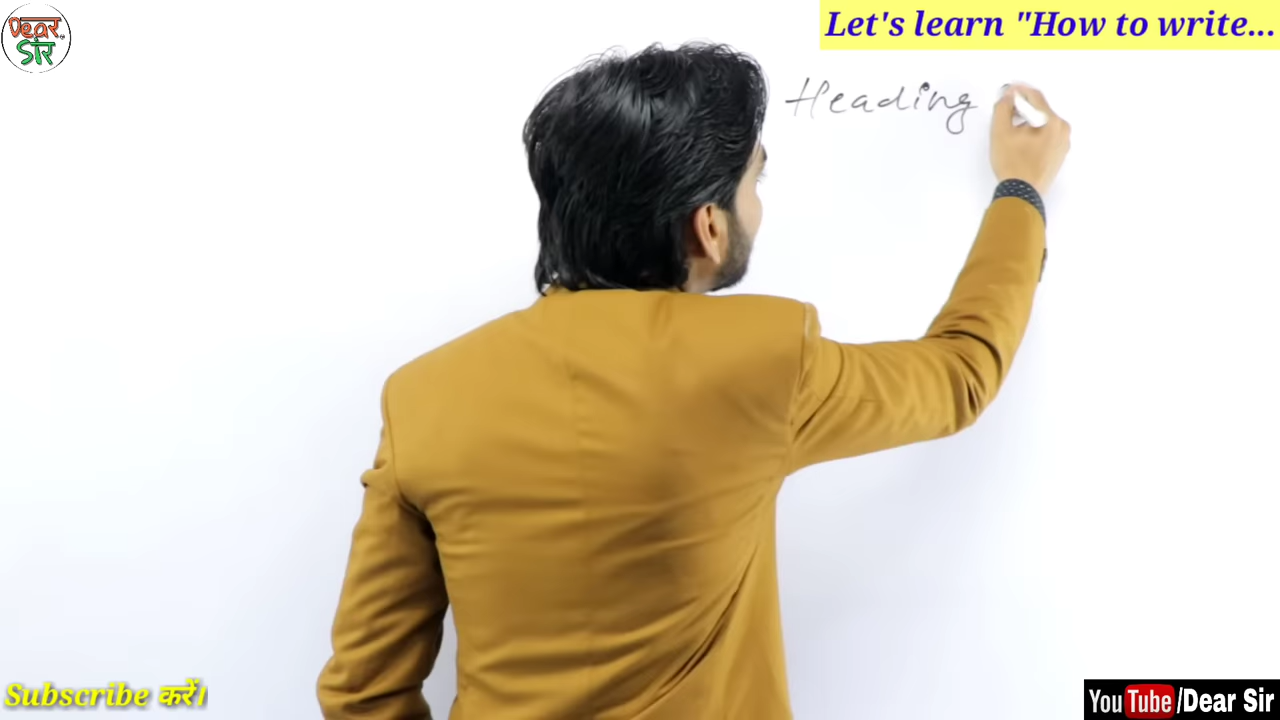 Dear
Sir
Let's learn "How to write...
Heading
Subscribe करें।
YouTube/Dear Sir